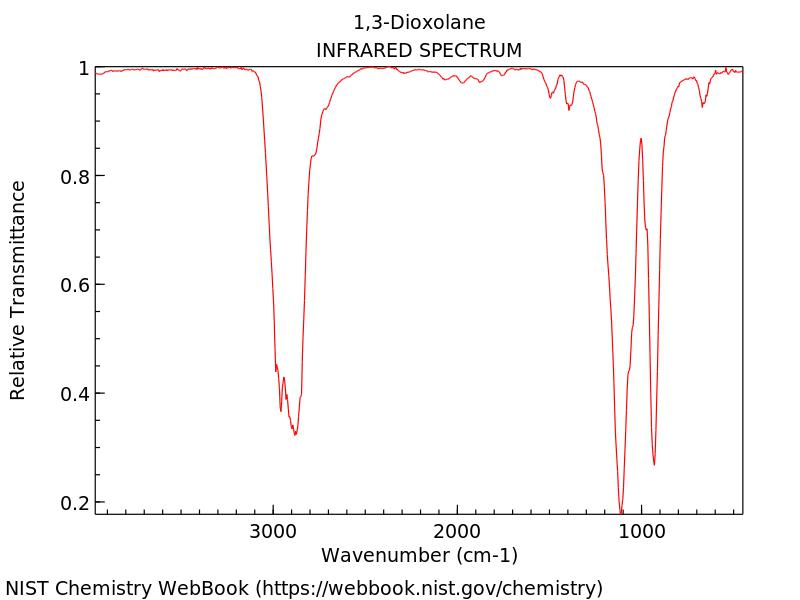 1,3-Dioxolane
INFRARED SPECTRUM
1
0.8
0.6
0.4
0.2
Relative Transmittance
3000 2000 1000
Wavenumber (cm-1)
NIST Chemistry WebBook (https://webbook.nist.gov/chemistry)